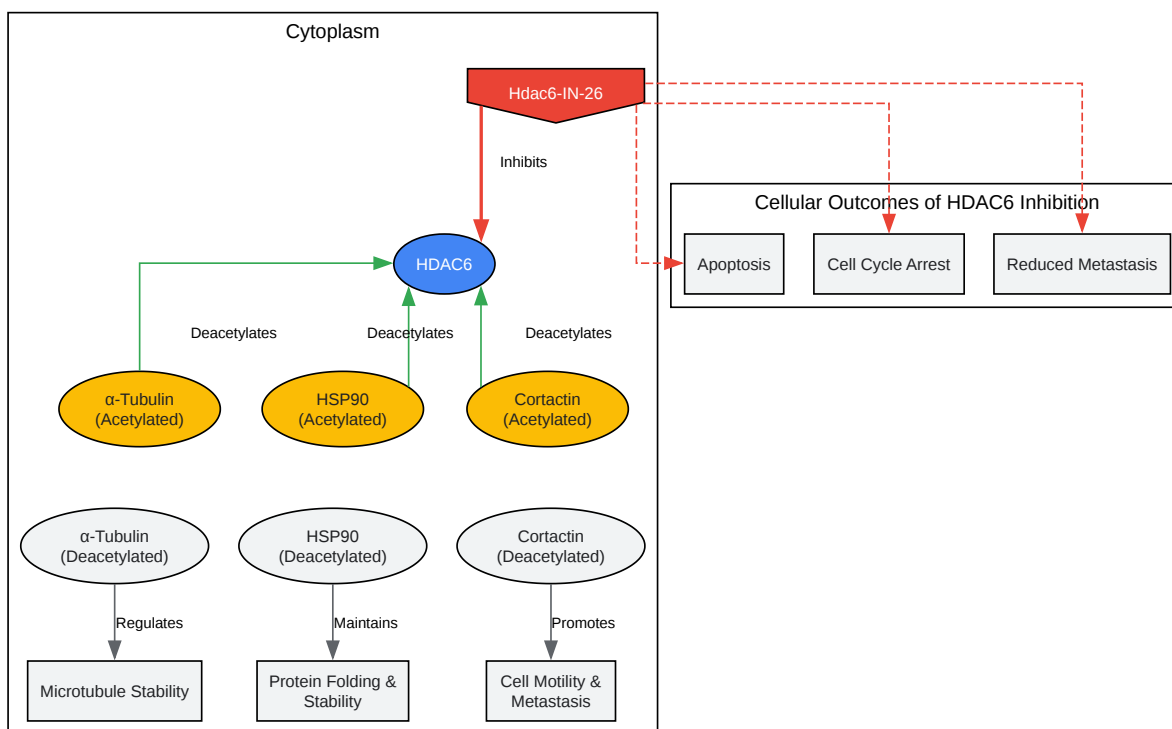 Cytoplasm
Hdac6-IN-26
Inhibits
Cellular Outcomes of HDAC6 Inhibition
HDAC6
Apoptosis
Cell Cycle Arrest
Reduced Metastasis
Deacetylates
Deacetylates
Deacetylates
α-Tubulin
(Acetylated)
HSP90
(Acetylated)
Cortactin
(Acetylated)
α-Tubulin
(Deacetylated)
HSP90
(Deacetylated)
Cortactin
(Deacetylated)
Regulates
Maintains
Promotes
Microtubule Stability
Protein Folding &
Stability
Cell Motility &
Metastasis